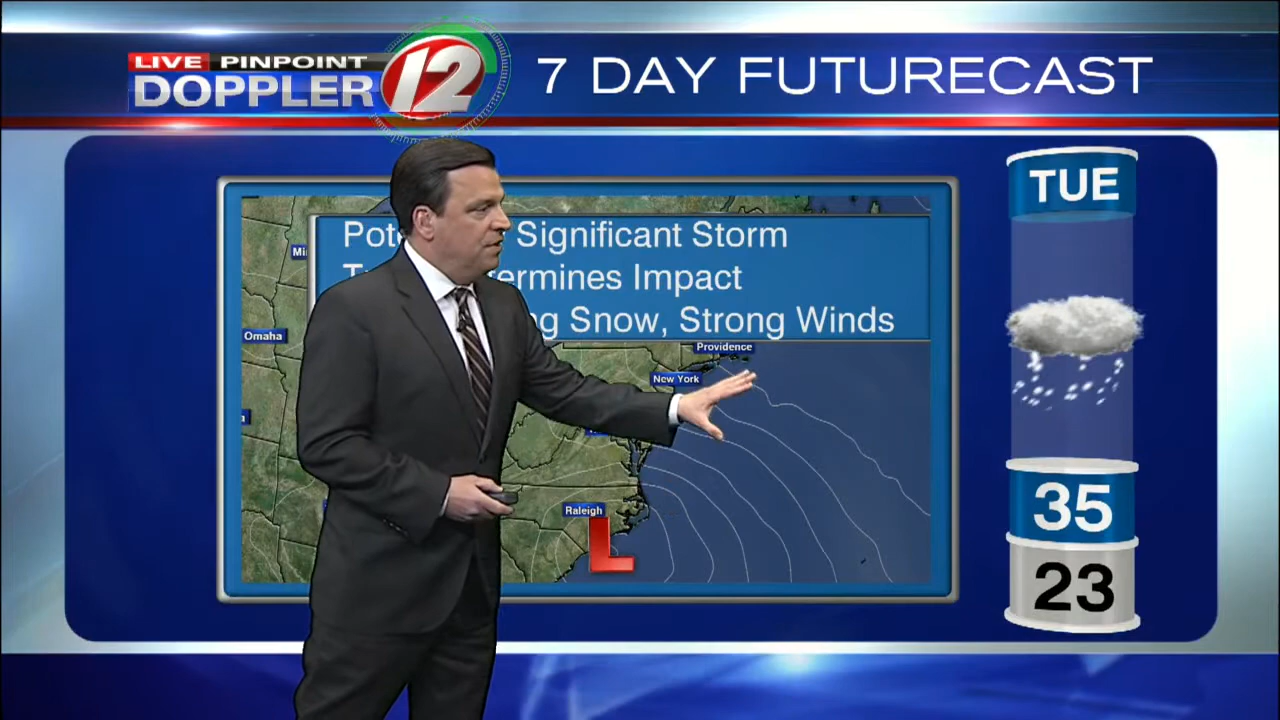 LIVE PINPOINT
DOPPLER 12
7 DAY FUTURECAST
TUE
Significant Storm
Impact
Snow, Strong Winds
Omaha
Providence
New York
Raleigh
L
35
23